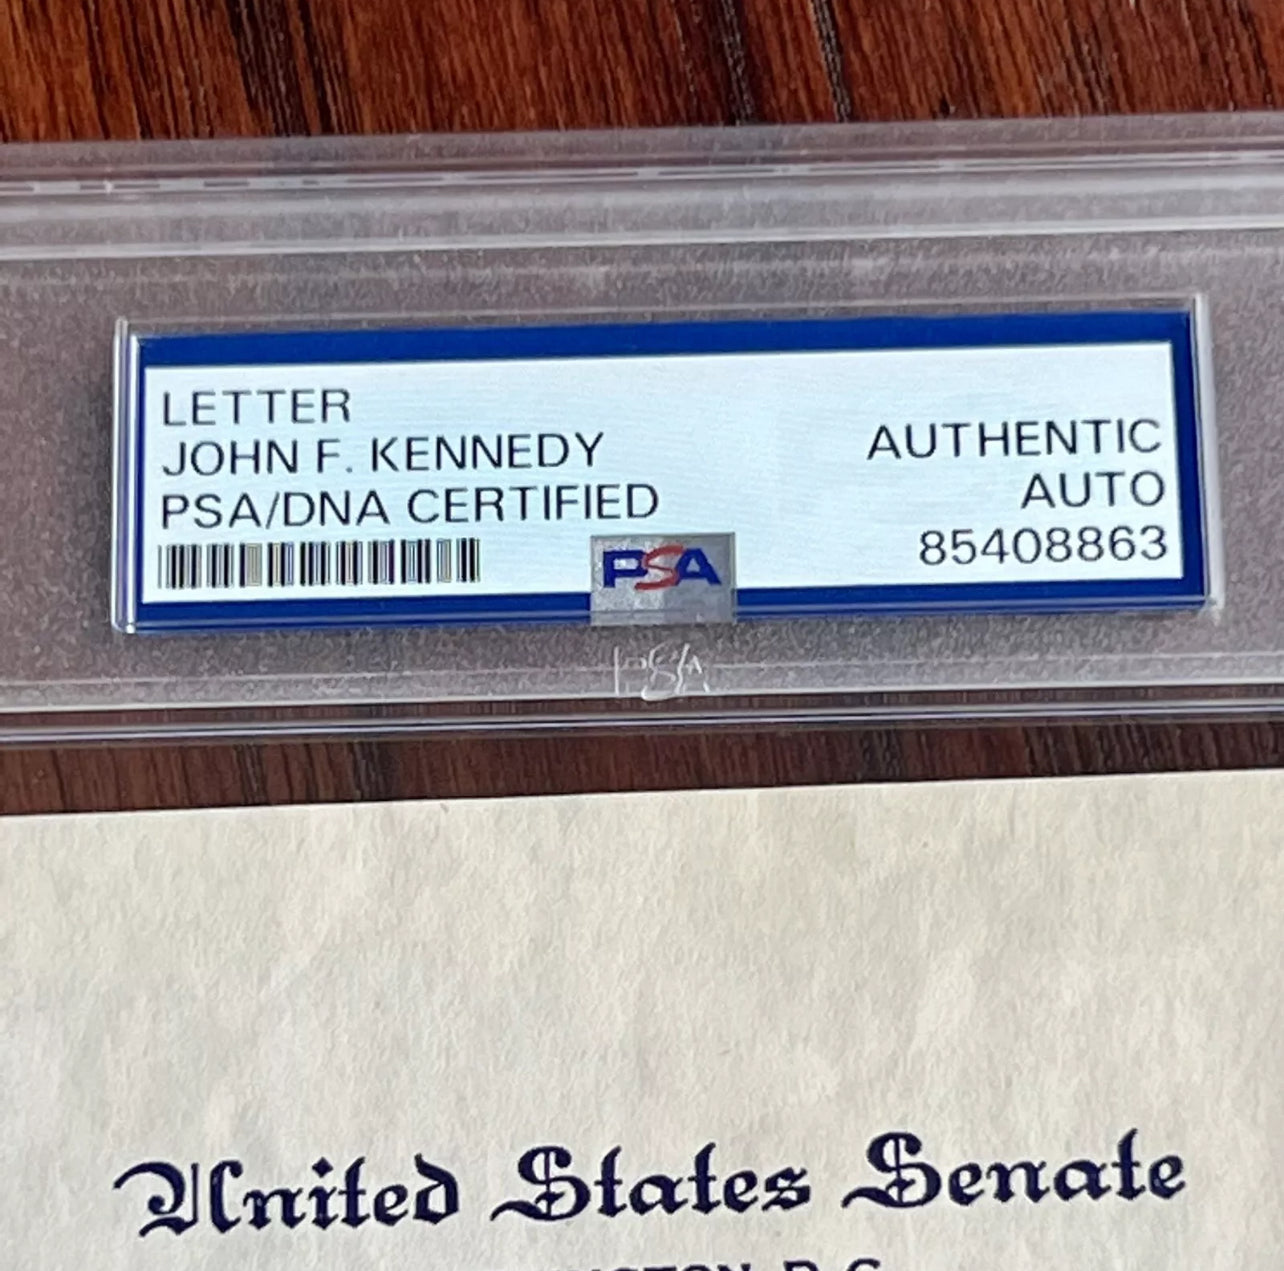 LETTER
JOHN F. KENNEDY
PSA/DNA CERTIFIED
AUTHENTIC
AUTO
85408863
PSA
PSA
United States Senate
D.C.